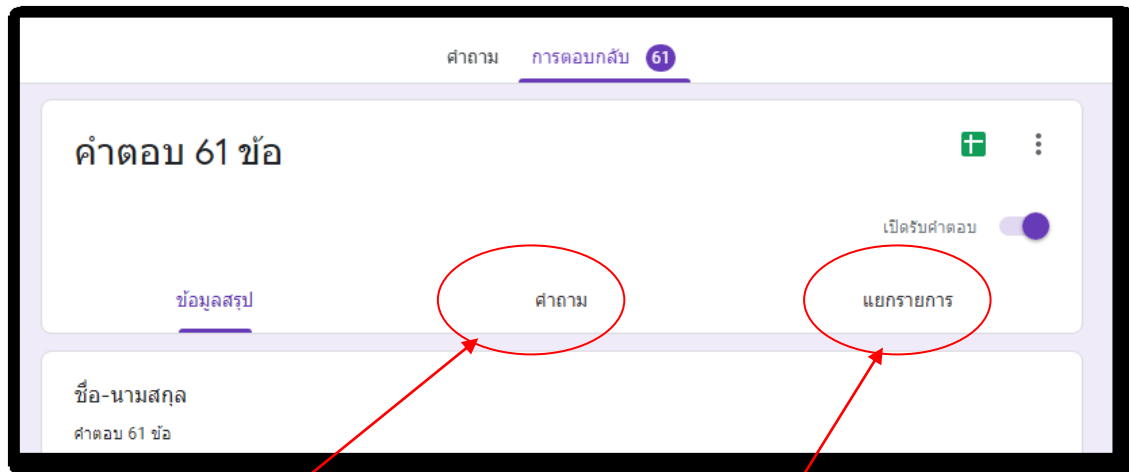 คำถาม การตอบกลับ 61
คำตอบ 61 ข้อ
เปิดรับคำตอบ
ข้อมูลสรุป คำถาม แยกรายการ
ชื่อ-นามสกุล
คำตอบ 61 ข้อ